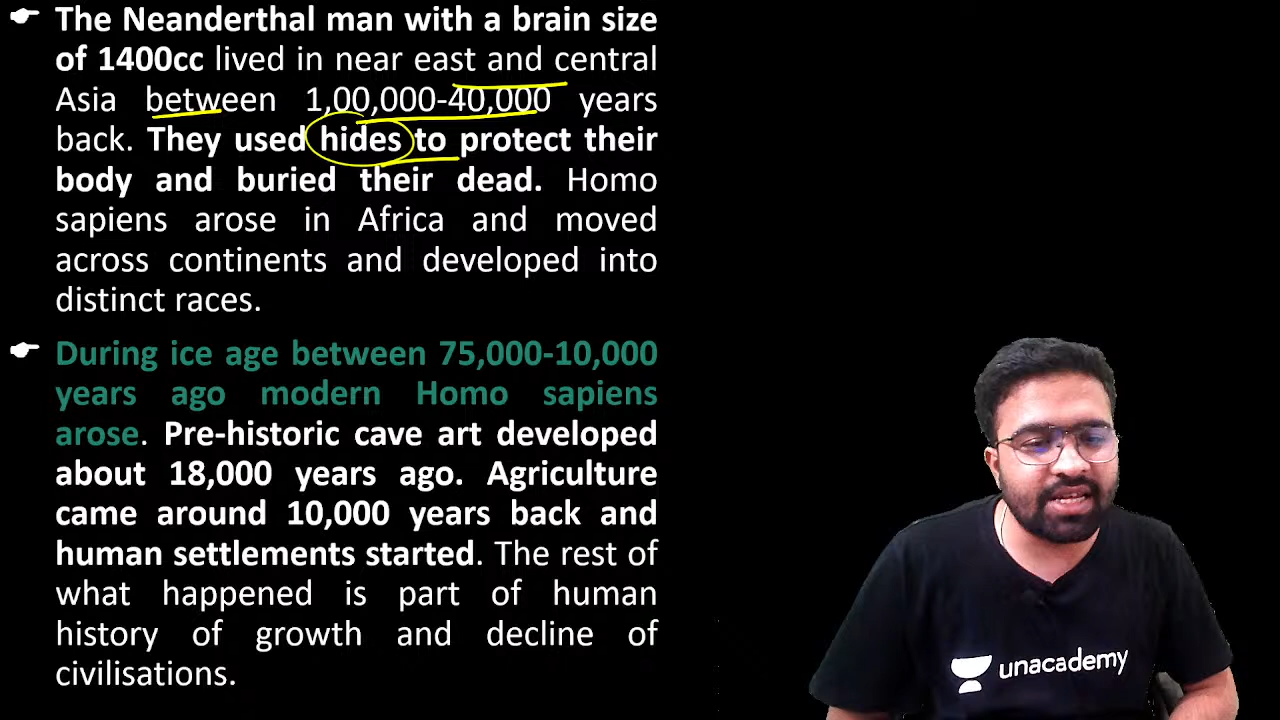 The Neanderthal man with a brain size
of 1400cc lived in near east and central
Asia between 1,00,000-40,000 years
back. They used hides to protect their
body and buried their dead. Homo
sapiens arose in Africa and moved
across continents and developed into
distinct races.
During ice age between 75,000-10,000
years ago modern Homo sapiens
arose. Pre-historic cave art developed
about 18,000 years ago. Agriculture
came around 10,000 years back and
human settlements started. The rest of
what happened is part of human
history of growth and decline of
civilisations.
unacademy